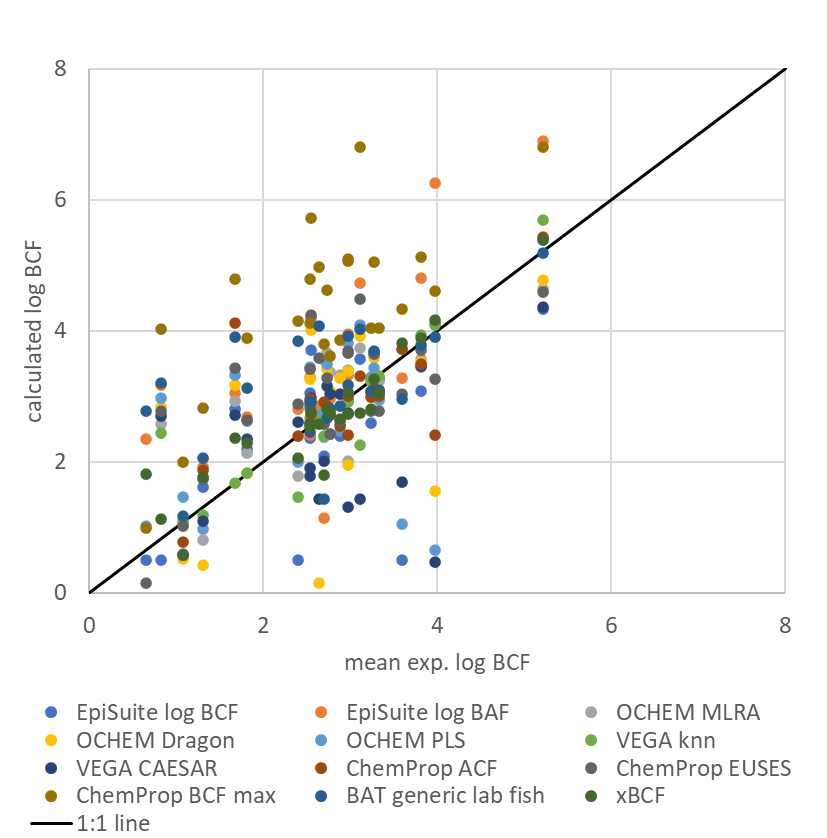 8
6
4
2
0
calculated log BCF
0 2 4 6 8
mean exp. log BCF
EpiSuite log BCF EpiSuite log BAF OCHEM MLRA
OCHEM Dragon OCHEM PLS VEGA knn
VEGA CAESAR ChemProp ACF ChemProp EUSES
ChemProp BCF max BAT generic lab fish xBCF
1:1 line